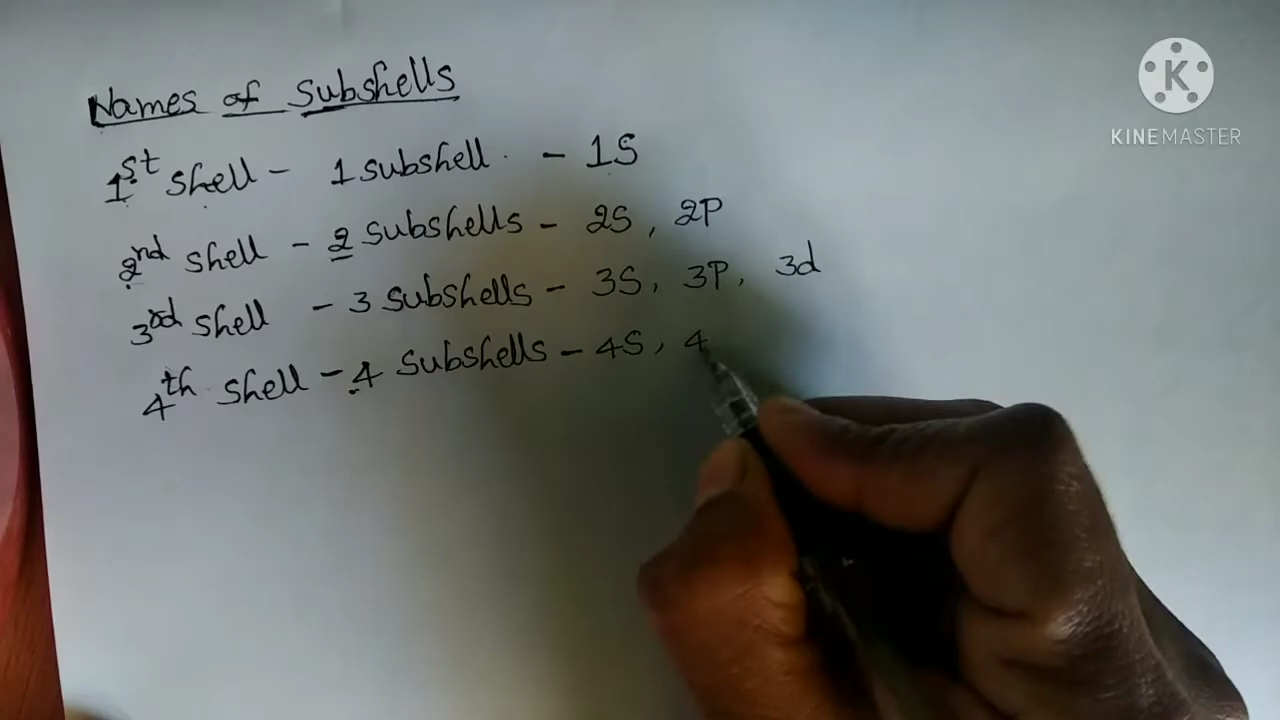 Names of Subshells
1st shell - 1 subshell - 1S
2nd shell - 2 subshells - 2S, 2P
3rd shell - 3 subshells - 3S, 3P, 3d
4th shell - 4 subshells - 4S, 4
K
KINEMASTER